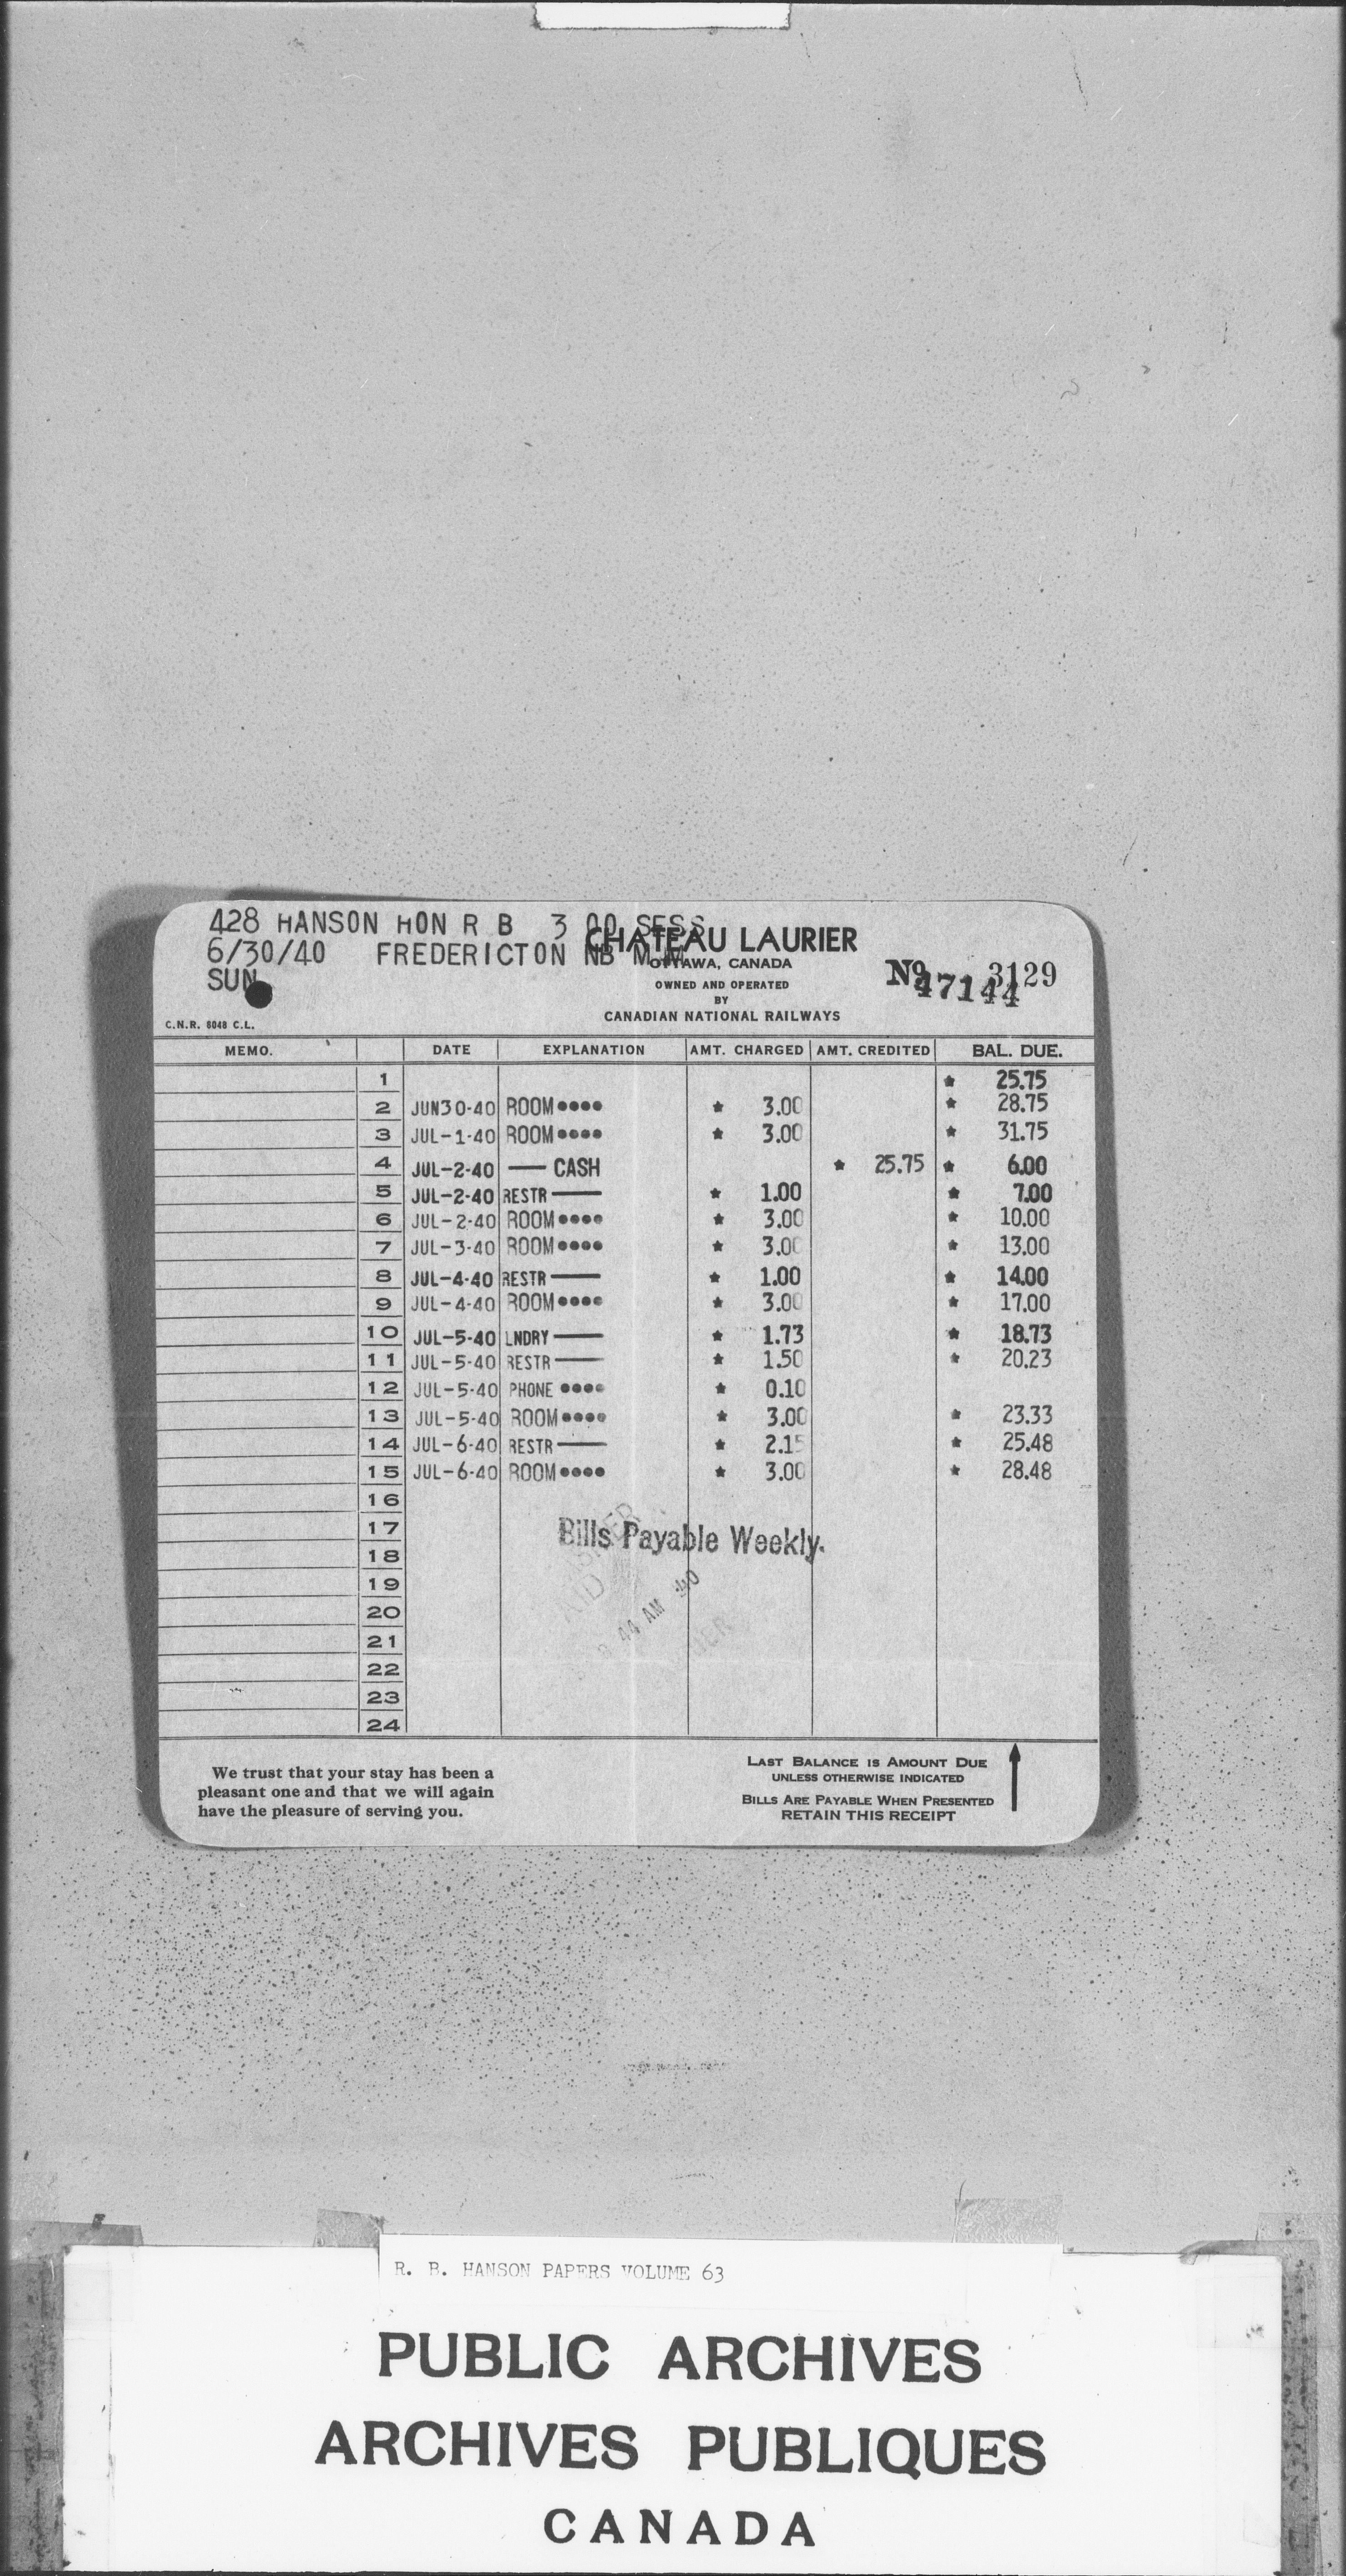 428 HANSON HON R B 3 00 SESS
6/30/40 FREDERICTON NB M M
SUN
CHATEAU LAURIER
OTTAWA, CANADA
OWNED AND OPERATED
BY
CANADIAN NATIONAL RAILWAYS
No 3129
47144
C.N.R. 6048 C.L.
MEMO. DATE EXPLANATION AMT. CHARGED AMT. CREDITED BAL. DUE.
1 * 25.75
2 JUN30-40 ROOM •••• * 3.00 * 28.75
3 JUL-1-40 ROOM •••• * 3.00 * 31.75
4 JUL-2-40 — CASH * 25.75 * 6.00
5 JUL-2-40 RESTR — * 1.00 * 7.00
6 JUL-2-40 ROOM •••• * 3.00 * 10.00
7 JUL-3-40 ROOM •••• * 3.00 * 13.00
8 JUL-4-40 RESTR — * 1.00 * 14.00
9 JUL-4-40 ROOM •••• * 3.00 * 17.00
10 JUL-5-40 LNDRY — * 1.73 * 18.73
11 JUL-5-40 RESTR — * 1.50 * 20.23
12 JUL-5-40 PHONE •••• * 0.10
13 JUL-5-40 ROOM •••• * 3.00 * 23.33
14 JUL-6-40 RESTR — * 2.15 * 25.48
15 JUL-6-40 ROOM •••• * 3.00 * 28.48
16
17
Bills Payable Weekly.
18
19
20
44 AM '40
21
22
23
24
We trust that your stay has been a
pleasant one and that we will again
have the pleasure of serving you.
LAST BALANCE IS AMOUNT DUE
UNLESS OTHERWISE INDICATED
BILLS ARE PAYABLE WHEN PRESENTED
RETAIN THIS RECEIPT
R. B. HANSON PAPERS VOLUME 63
PUBLIC ARCHIVES
ARCHIVES PUBLIQUES
CANADA